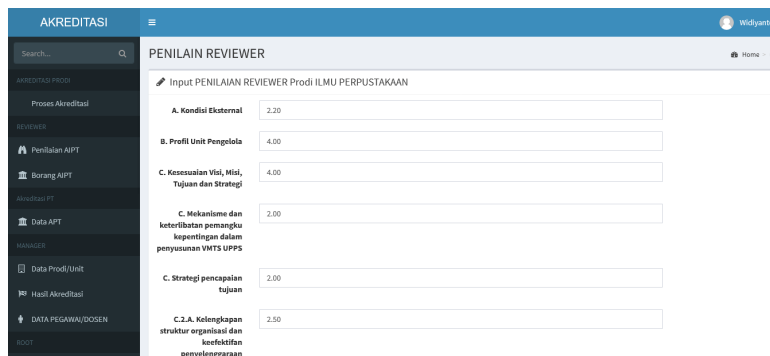 AKREDITASI
Widiyant
Search...
PENILAIN REVIEWER
Home
AKREDITASI PRODI
Input PENILAIAN REVIEWER Prodi ILMU PERPUSTAKAAN
Proses Akreditasi
A. Kondisi Eksternal
2.20
REVIEWER
B. Profil Unit Pengelola
4.00
Penilaian AIPT
Borang AIPT
C. Kesesuaian Visi, Misi,
Tujuan dan Strategi
4.00
Akreditasi PT
Data APT
C. Mekanisme dan
keterlibatan pemangku
kepentingan dalam
penyusunan VMTS UPPS
2.00
MANAGER
Data Prodi/Unit
C. Strategi pencapaian
tujuan
2.00
Hasil Akreditasi
DATA PEGAWAI/DOSEN
C.2.A. Kelengkapan
struktur organisasi dan
keefektifan
penyelenggaraan
2.50
ROOT